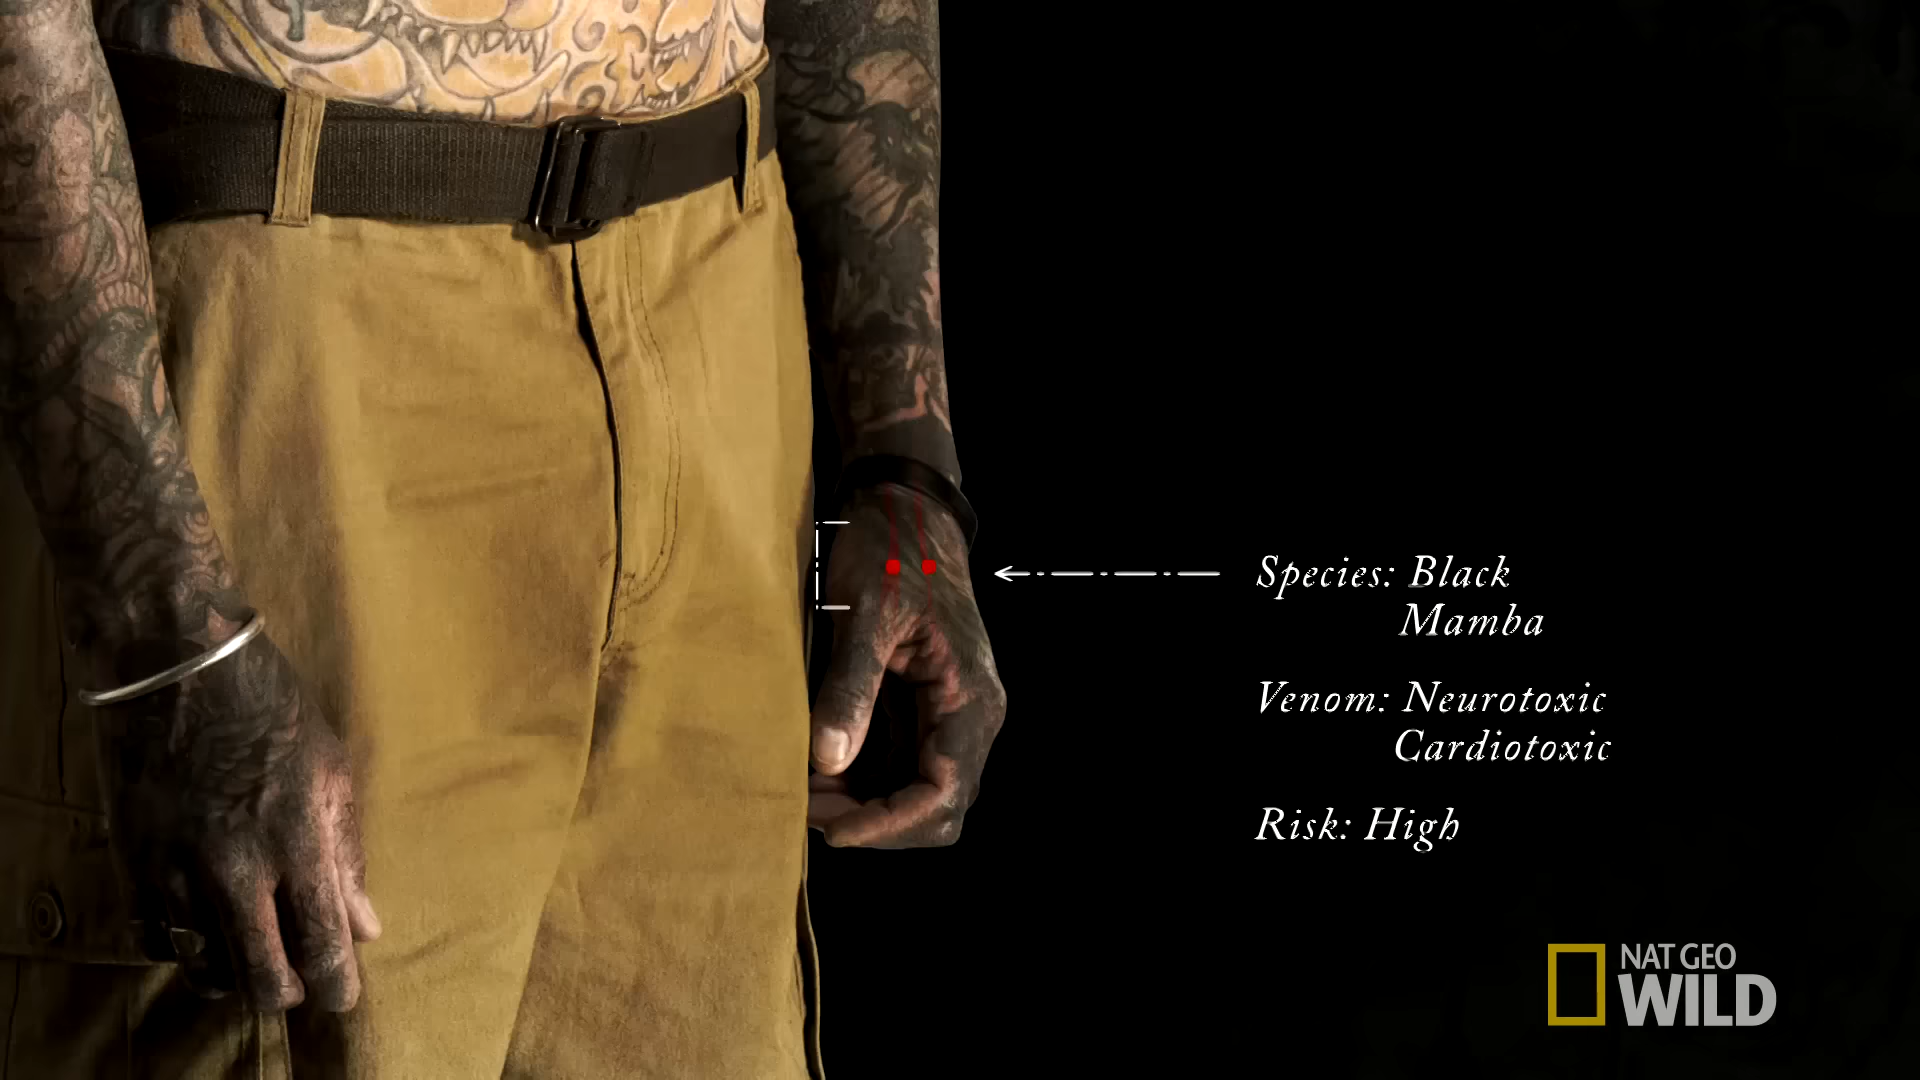 Species: Black
Mamba
Venom: Neurotoxic
Cardiotoxic
Risk: High
NAT GEO
WILD